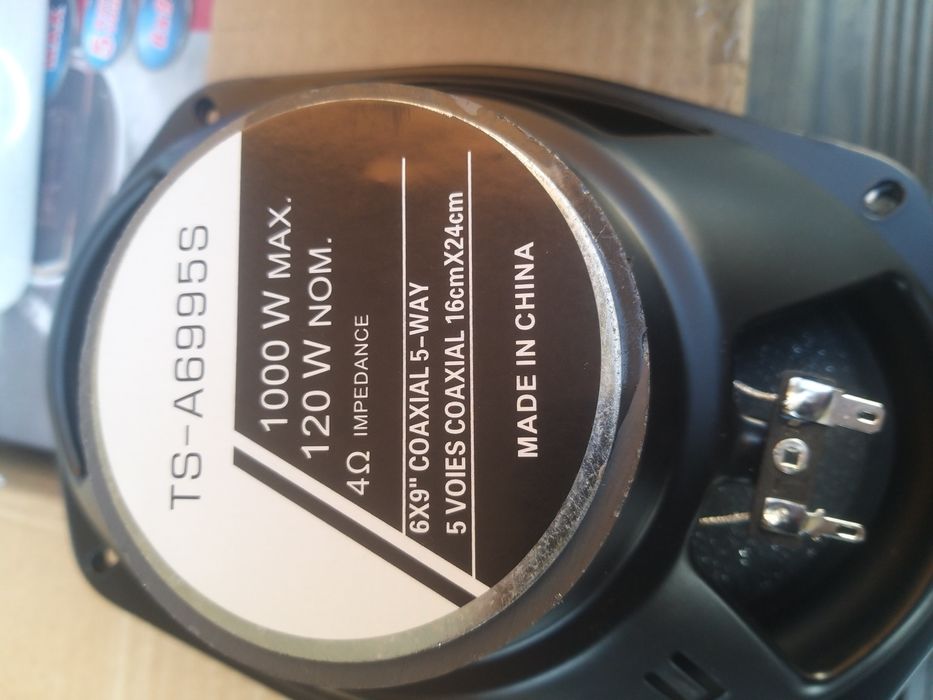 TS-A6995S
1000 W MAX.
120 W NOM.
4Ω IMPEDANCE
6X9" COAXIAL 5-WAY
5 VOIES COAXIAL 16cmX24cm
MADE IN CHINA